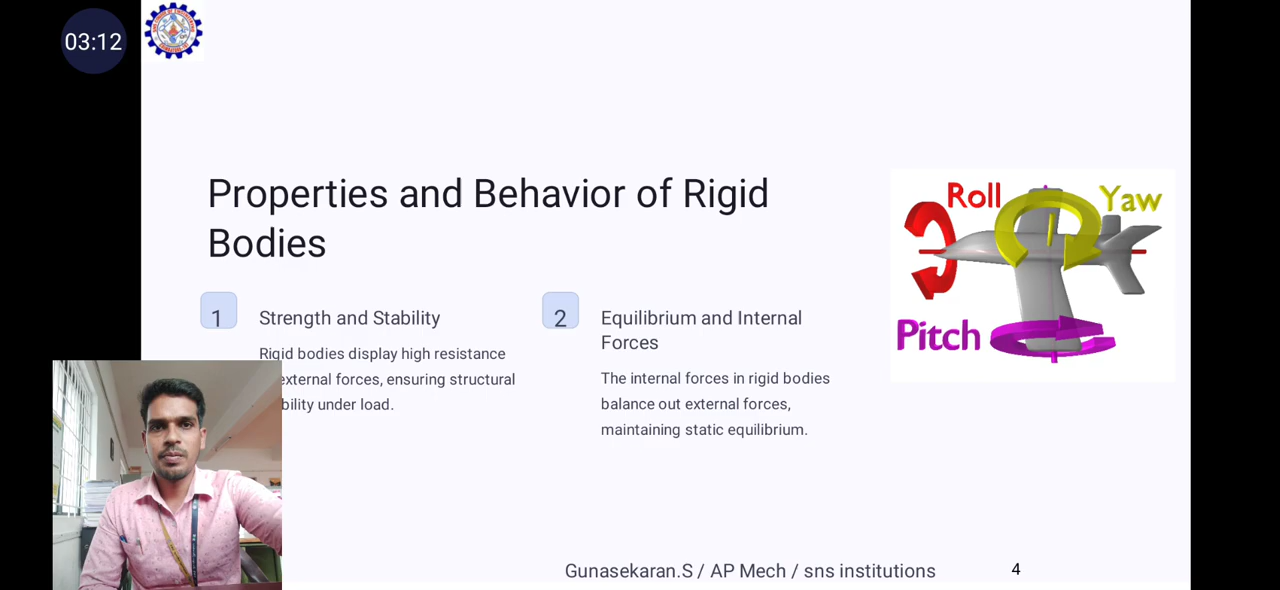 03:12
Properties and Behavior of Rigid
Bodies
1
Strength and Stability
Rigid bodies display high resistance
external forces, ensuring structural
bility under load.
2
Equilibrium and Internal
Forces
The internal forces in rigid bodies
balance out external forces,
maintaining static equilibrium.
Roll
Yaw
Pitch
Gunasekaran.S / AP Mech / sns institutions
4